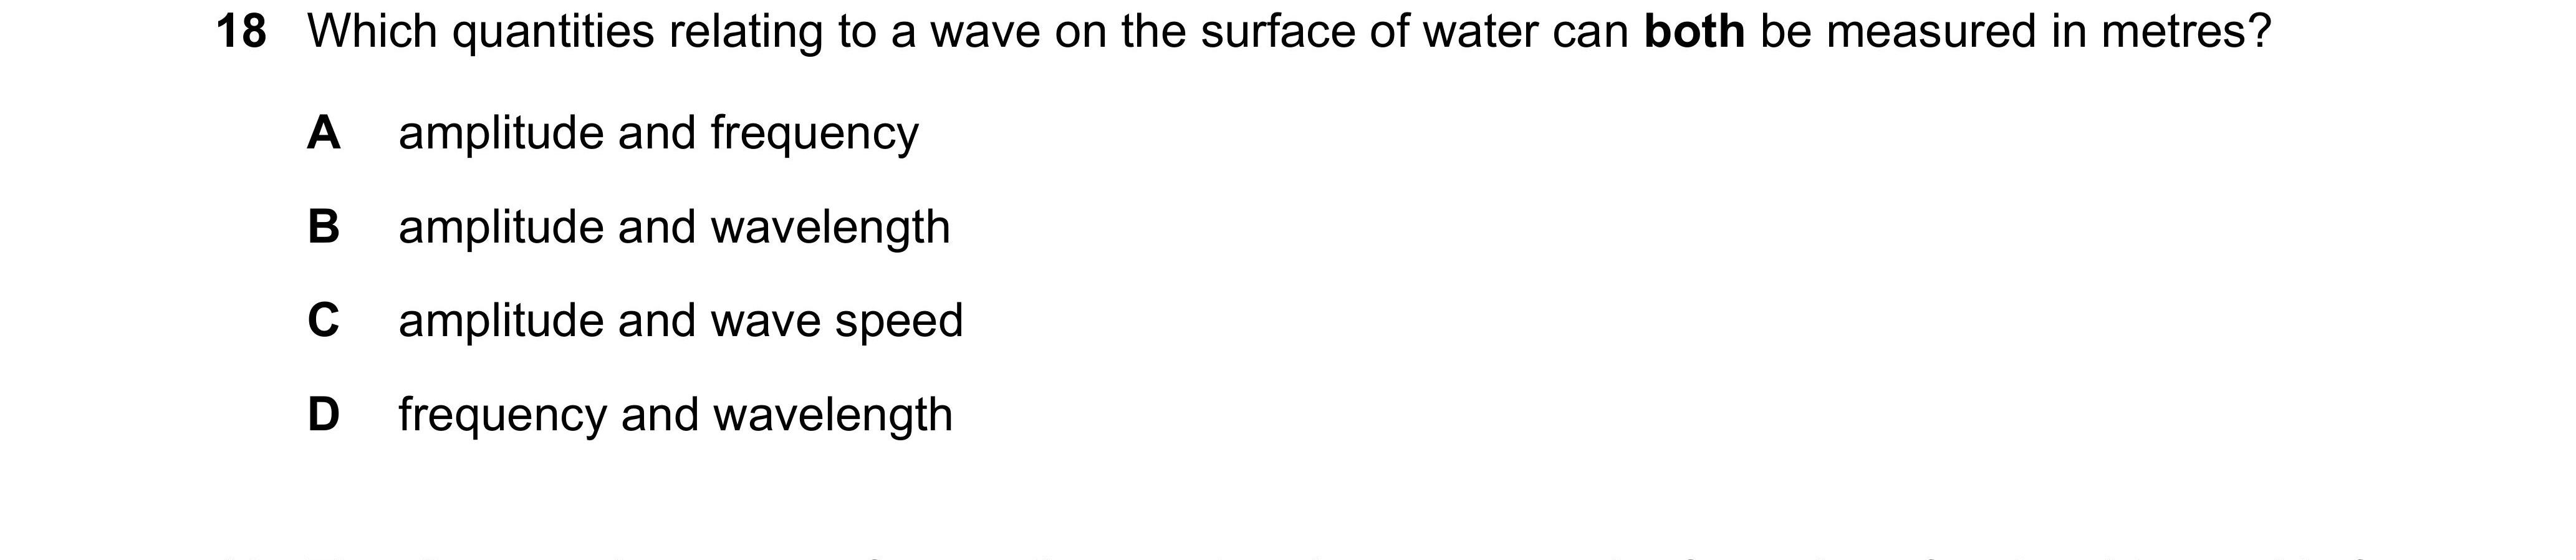 18 Which quantities relating to a wave on the surface of water can both be measured in metres?
A amplitude and frequency
B amplitude and wavelength
C amplitude and wave speed
D frequency and wavelength